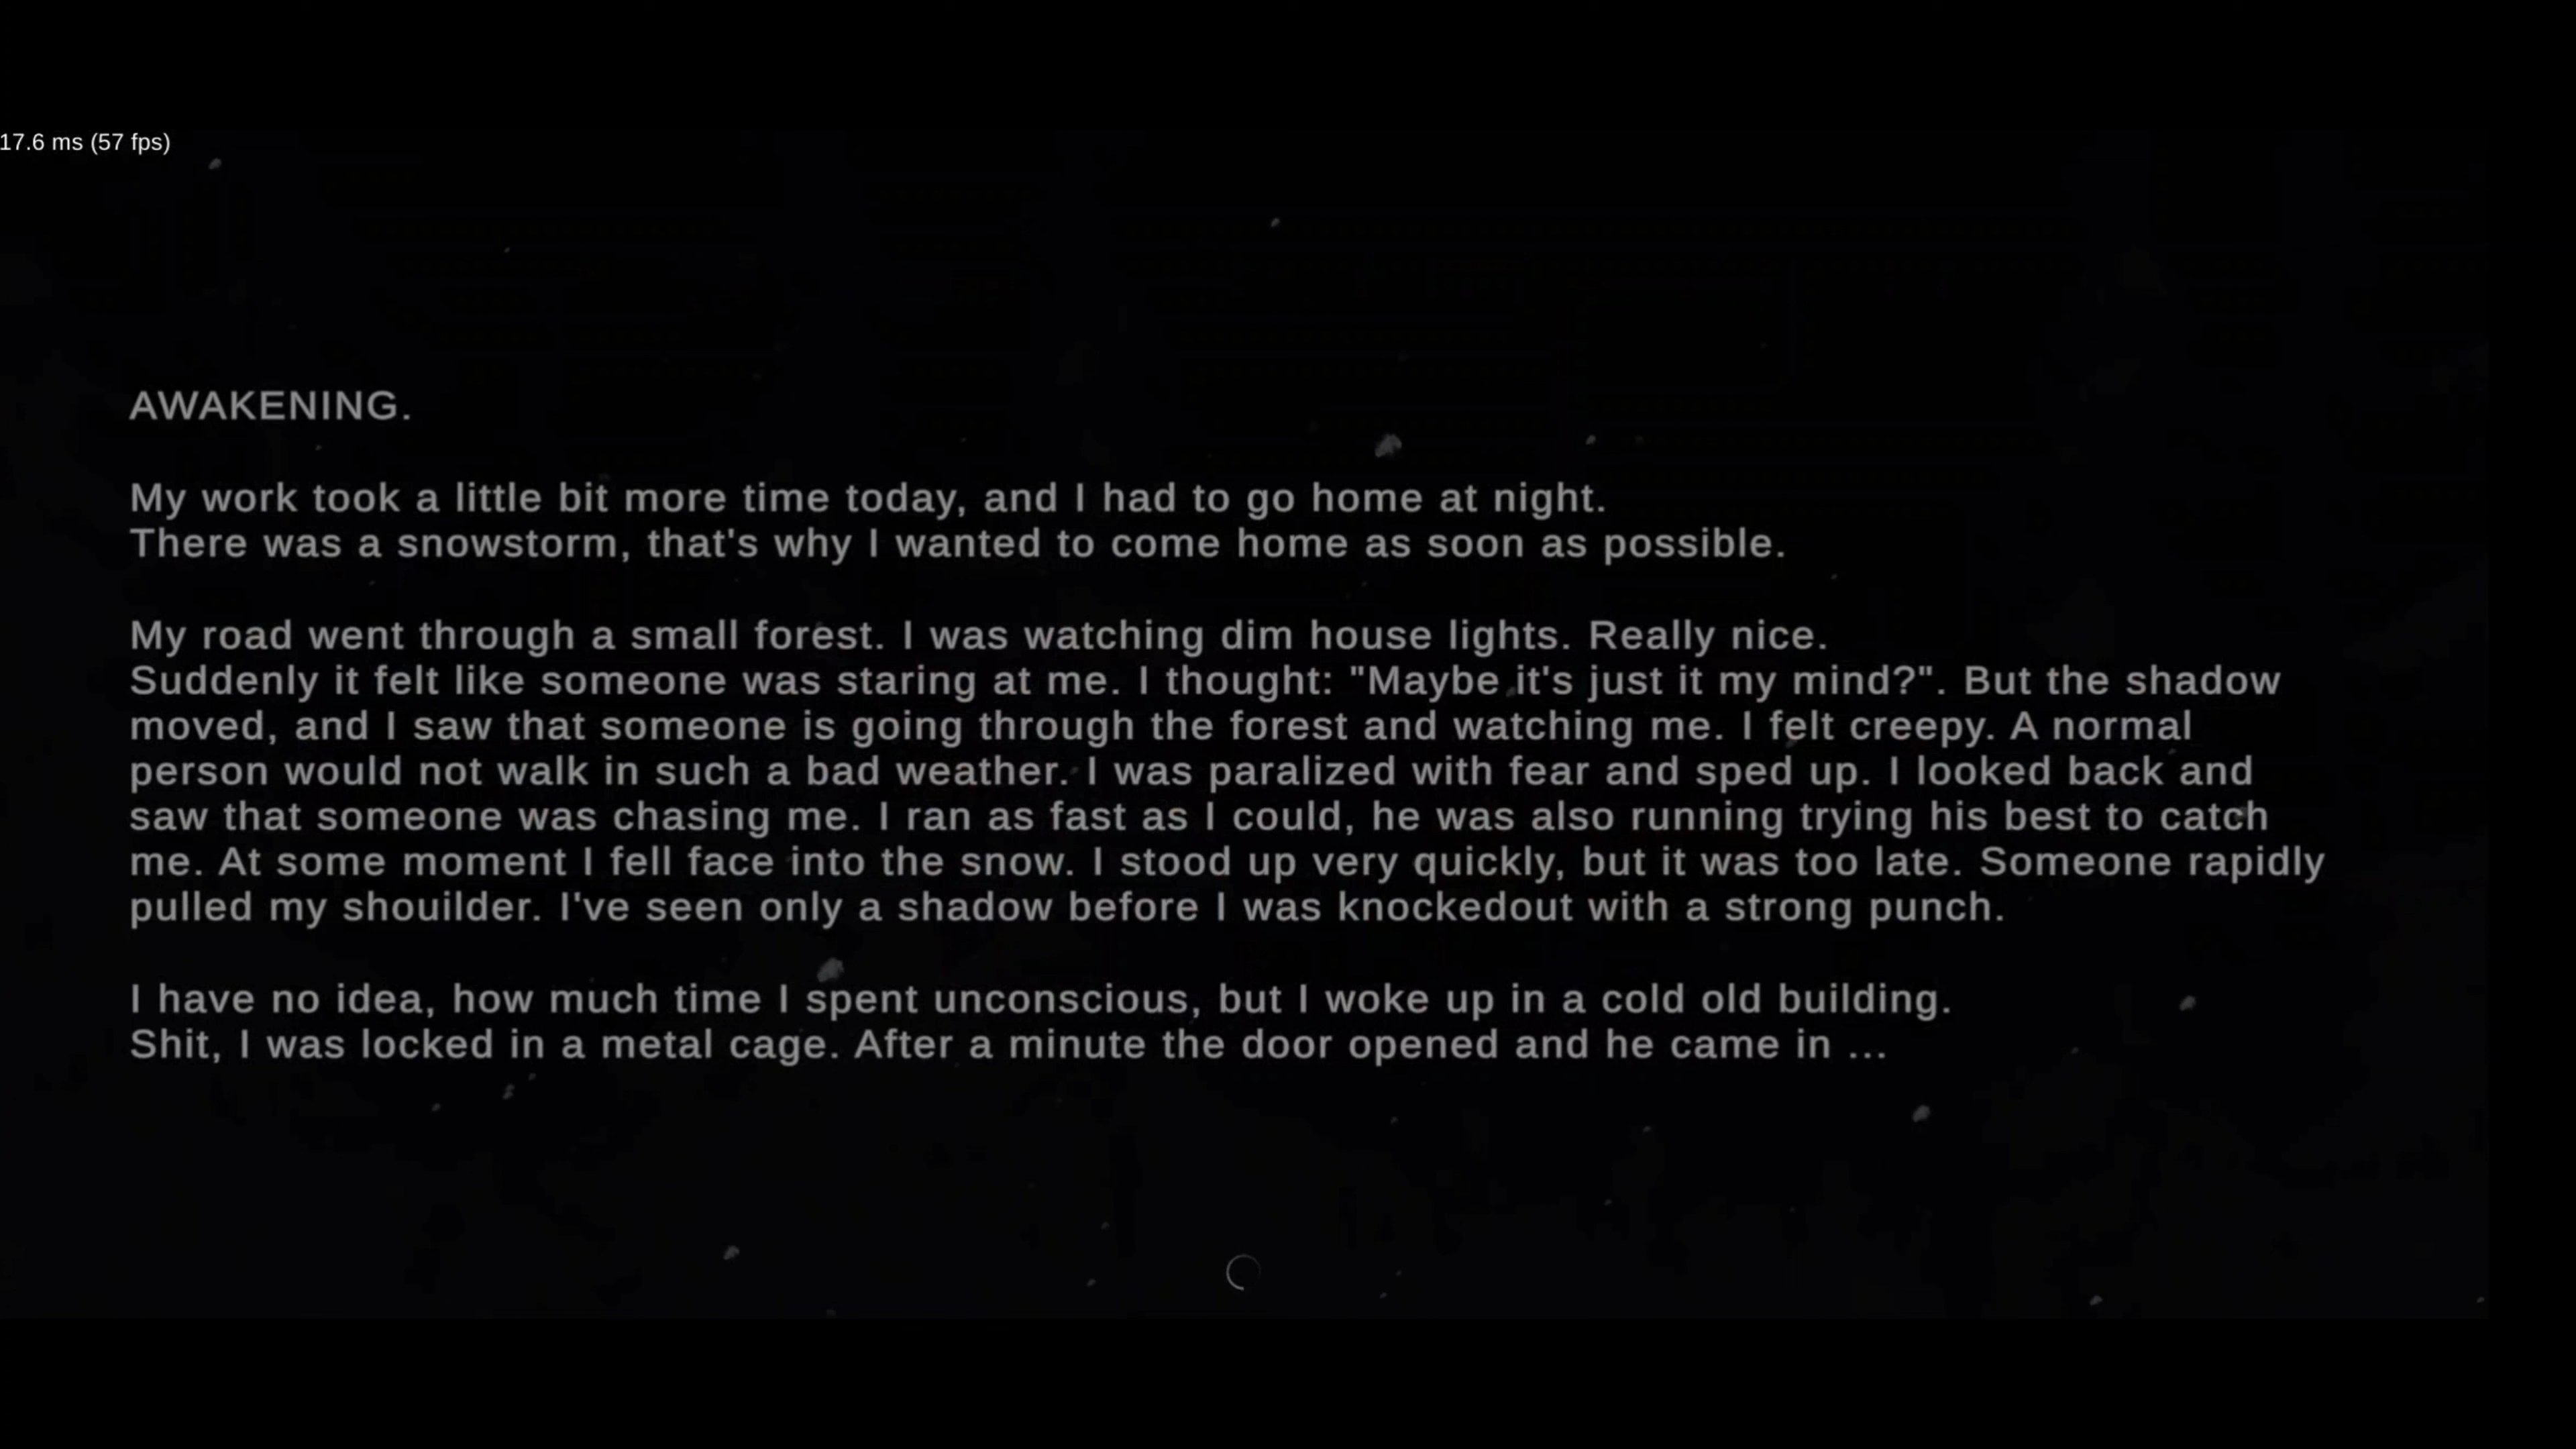 17.6 ms (57 fps)
AWAKENING.
My work took a little bit more time today, and I had to go home at night.
There was a snowstorm, that's why I wanted to come home as soon as possible.
My road went through a small forest. I was watching dim house lights. Really nice.
Suddenly it felt like someone was staring at me. I thought: "Maybe it's just it my mind?". But the shadow
moved, and I saw that someone is going through the forest and watching me. I felt creepy. A normal
person would not walk in such a bad weather. I was paralized with fear and sped up. I looked back and
saw that someone was chasing me. I ran as fast as I could, he was also running trying his best to catch
me. At some moment I fell face into the snow. I stood up very quickly, but it was too late. Someone rapidly
pulled my shouilder. I've seen only a shadow before I was knockedout with a strong punch.
I have no idea, how much time I spent unconscious, but I woke up in a cold old building.
Shit, I was locked in a metal cage. After a minute the door opened and he came in ...